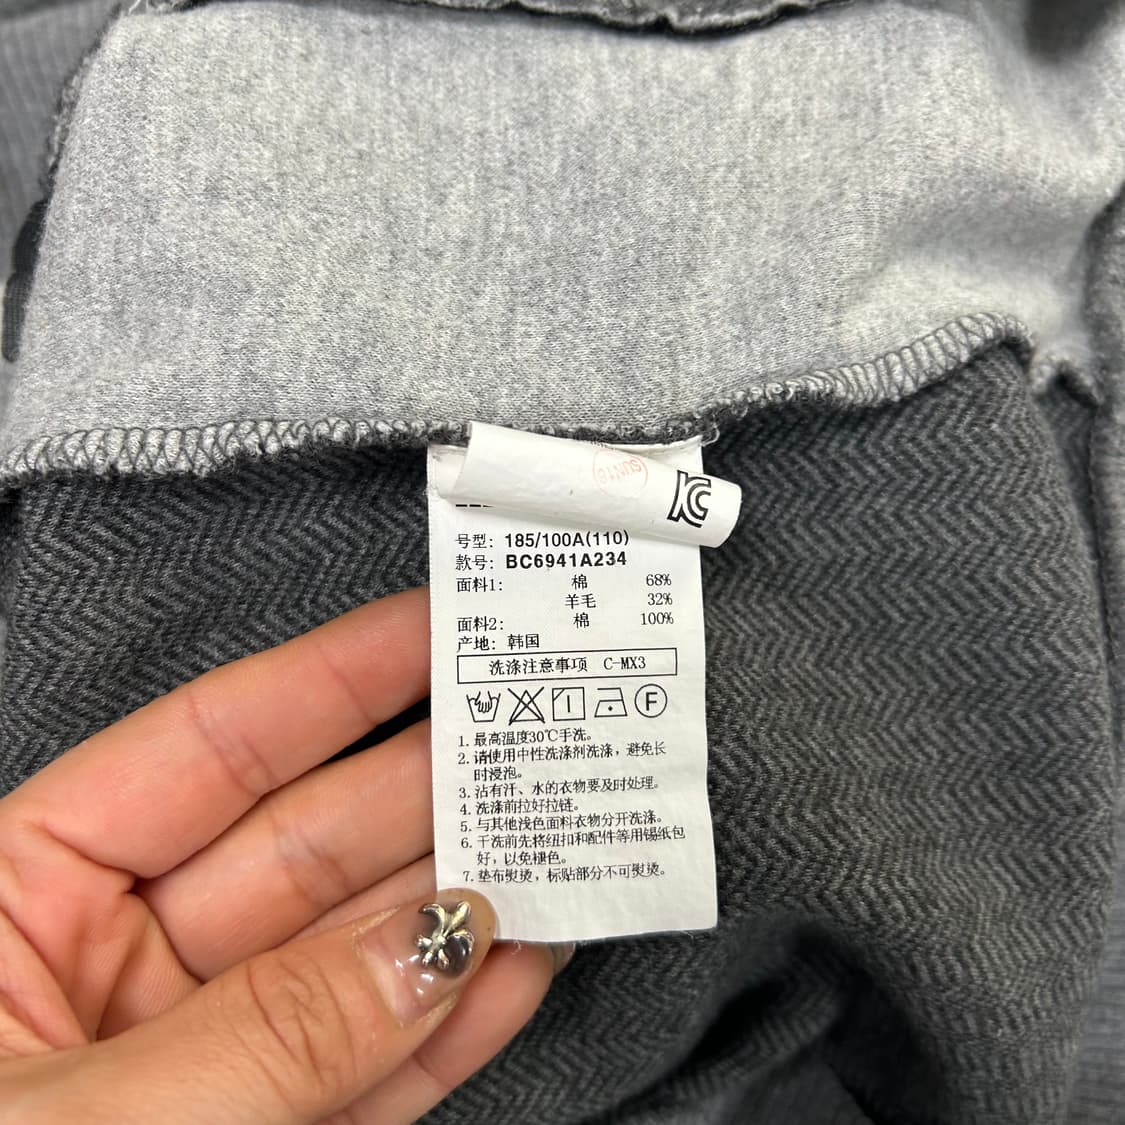 SUN16
号型: 185/100A(110)
款号: BC6941A234
面料1: 棉 68%
羊毛 32%
面料2: 棉 100%
产地: 韩国
洗涤注意事项 C-MX3
F
1. 最高温度30℃手洗。
2. 请使用中性洗涤剂洗涤，避免长
时浸泡。
3. 沾有汗、水的衣物要及时处理。
4. 洗涤前拉好拉链。
5. 与其他浅色面料衣物分开洗涤。
6. 干洗前先将纽扣和配件等用锡纸包
好，以免褪色。
7. 垫布熨烫，标贴部分不可熨烫。